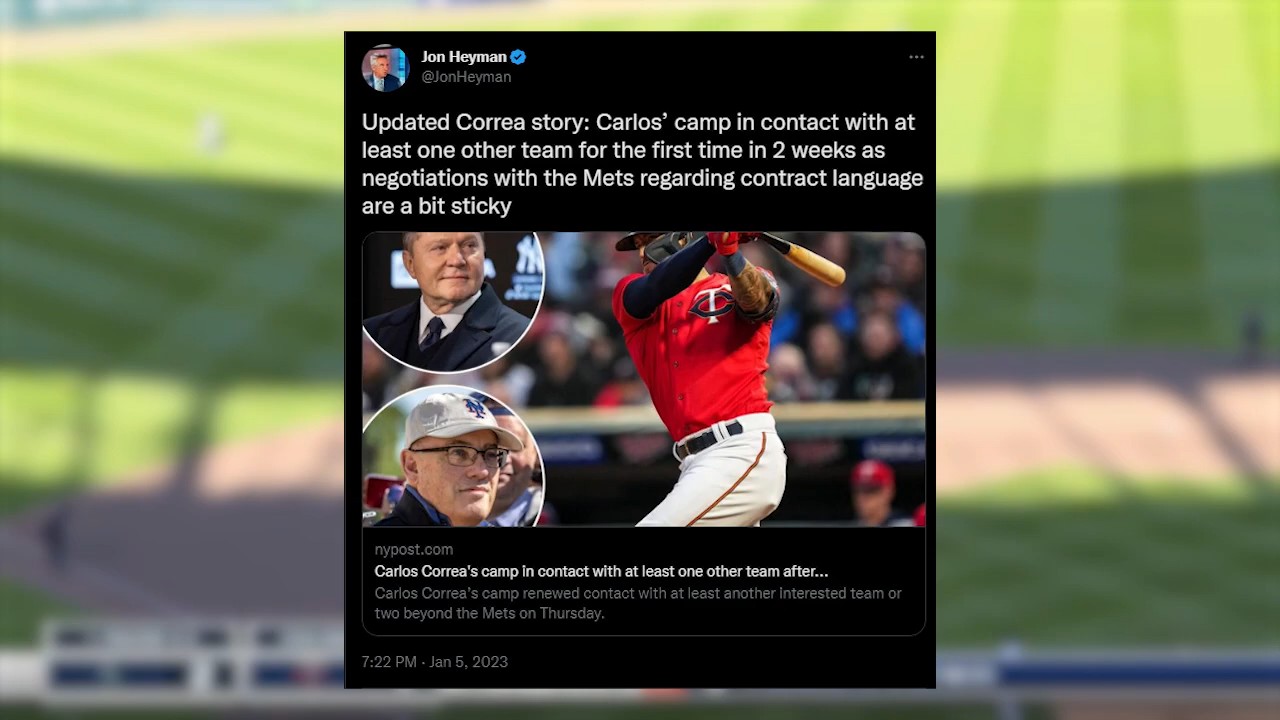 Jon Heyman
@JonHeyman
Updated Correa story: Carlos’ camp in contact with at
least one other team for the first time in 2 weeks as
negotiations with the Mets regarding contract language
are a bit sticky
nypost.com
Carlos Correa's camp in contact with at least one other team after...
Carlos Correa's camp renewed contact with at least another interested team or
two beyond the Mets on Thursday.
7:22 PM · Jan 5, 2023